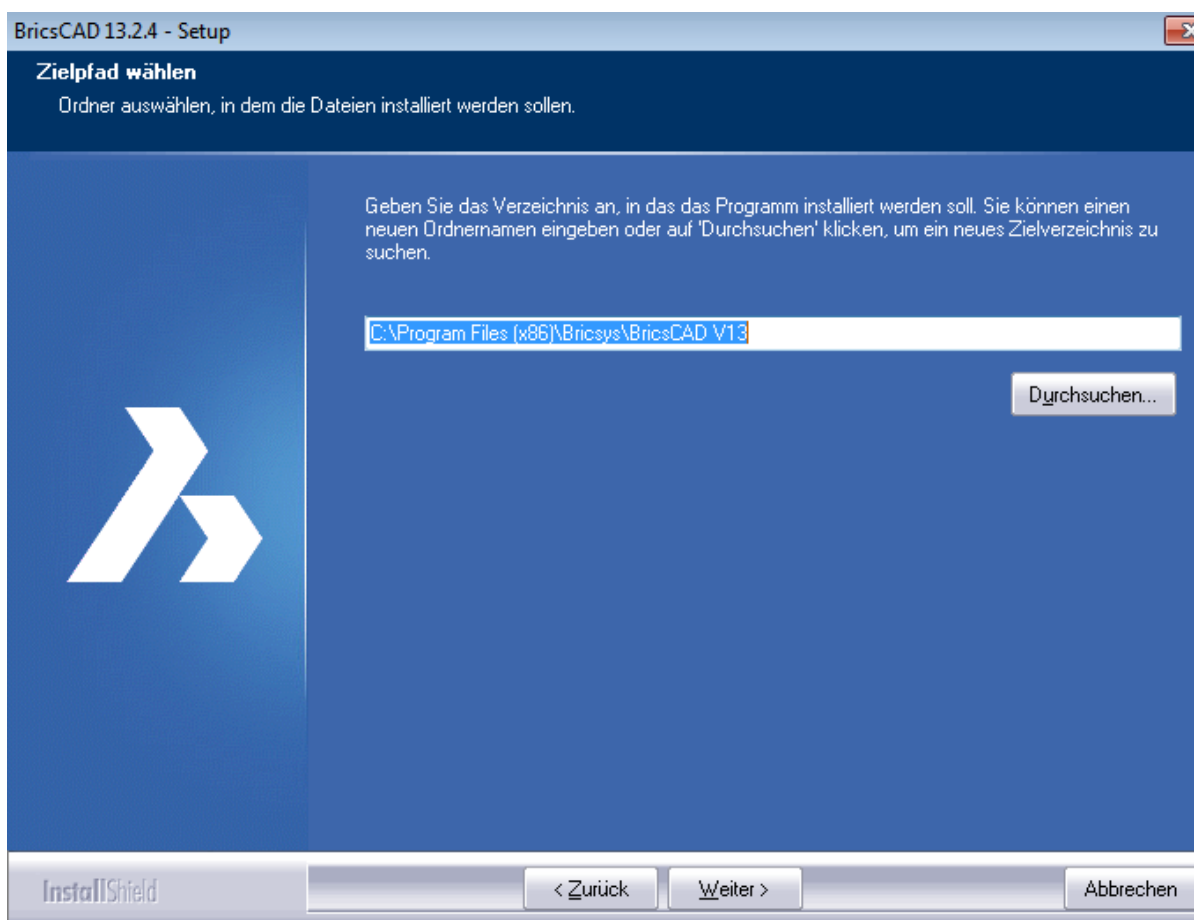 BricsCAD 13.2.4 - Setup
Zielpfad wählen
Ordner auswählen, in dem die Dateien installiert werden sollen.
Geben Sie das Verzeichnis an, in das das Programm installiert werden soll. Sie können einen
neuen Ordnernamen eingeben oder auf 'Durchsuchen' klicken, um ein neues Zielverzeichnis zu
suchen.
C:\Program Files (x86)\Bricsys\BricsCAD V13
Durchsuchen...
InstallShield
< Zurück
Weiter >
Abbrechen